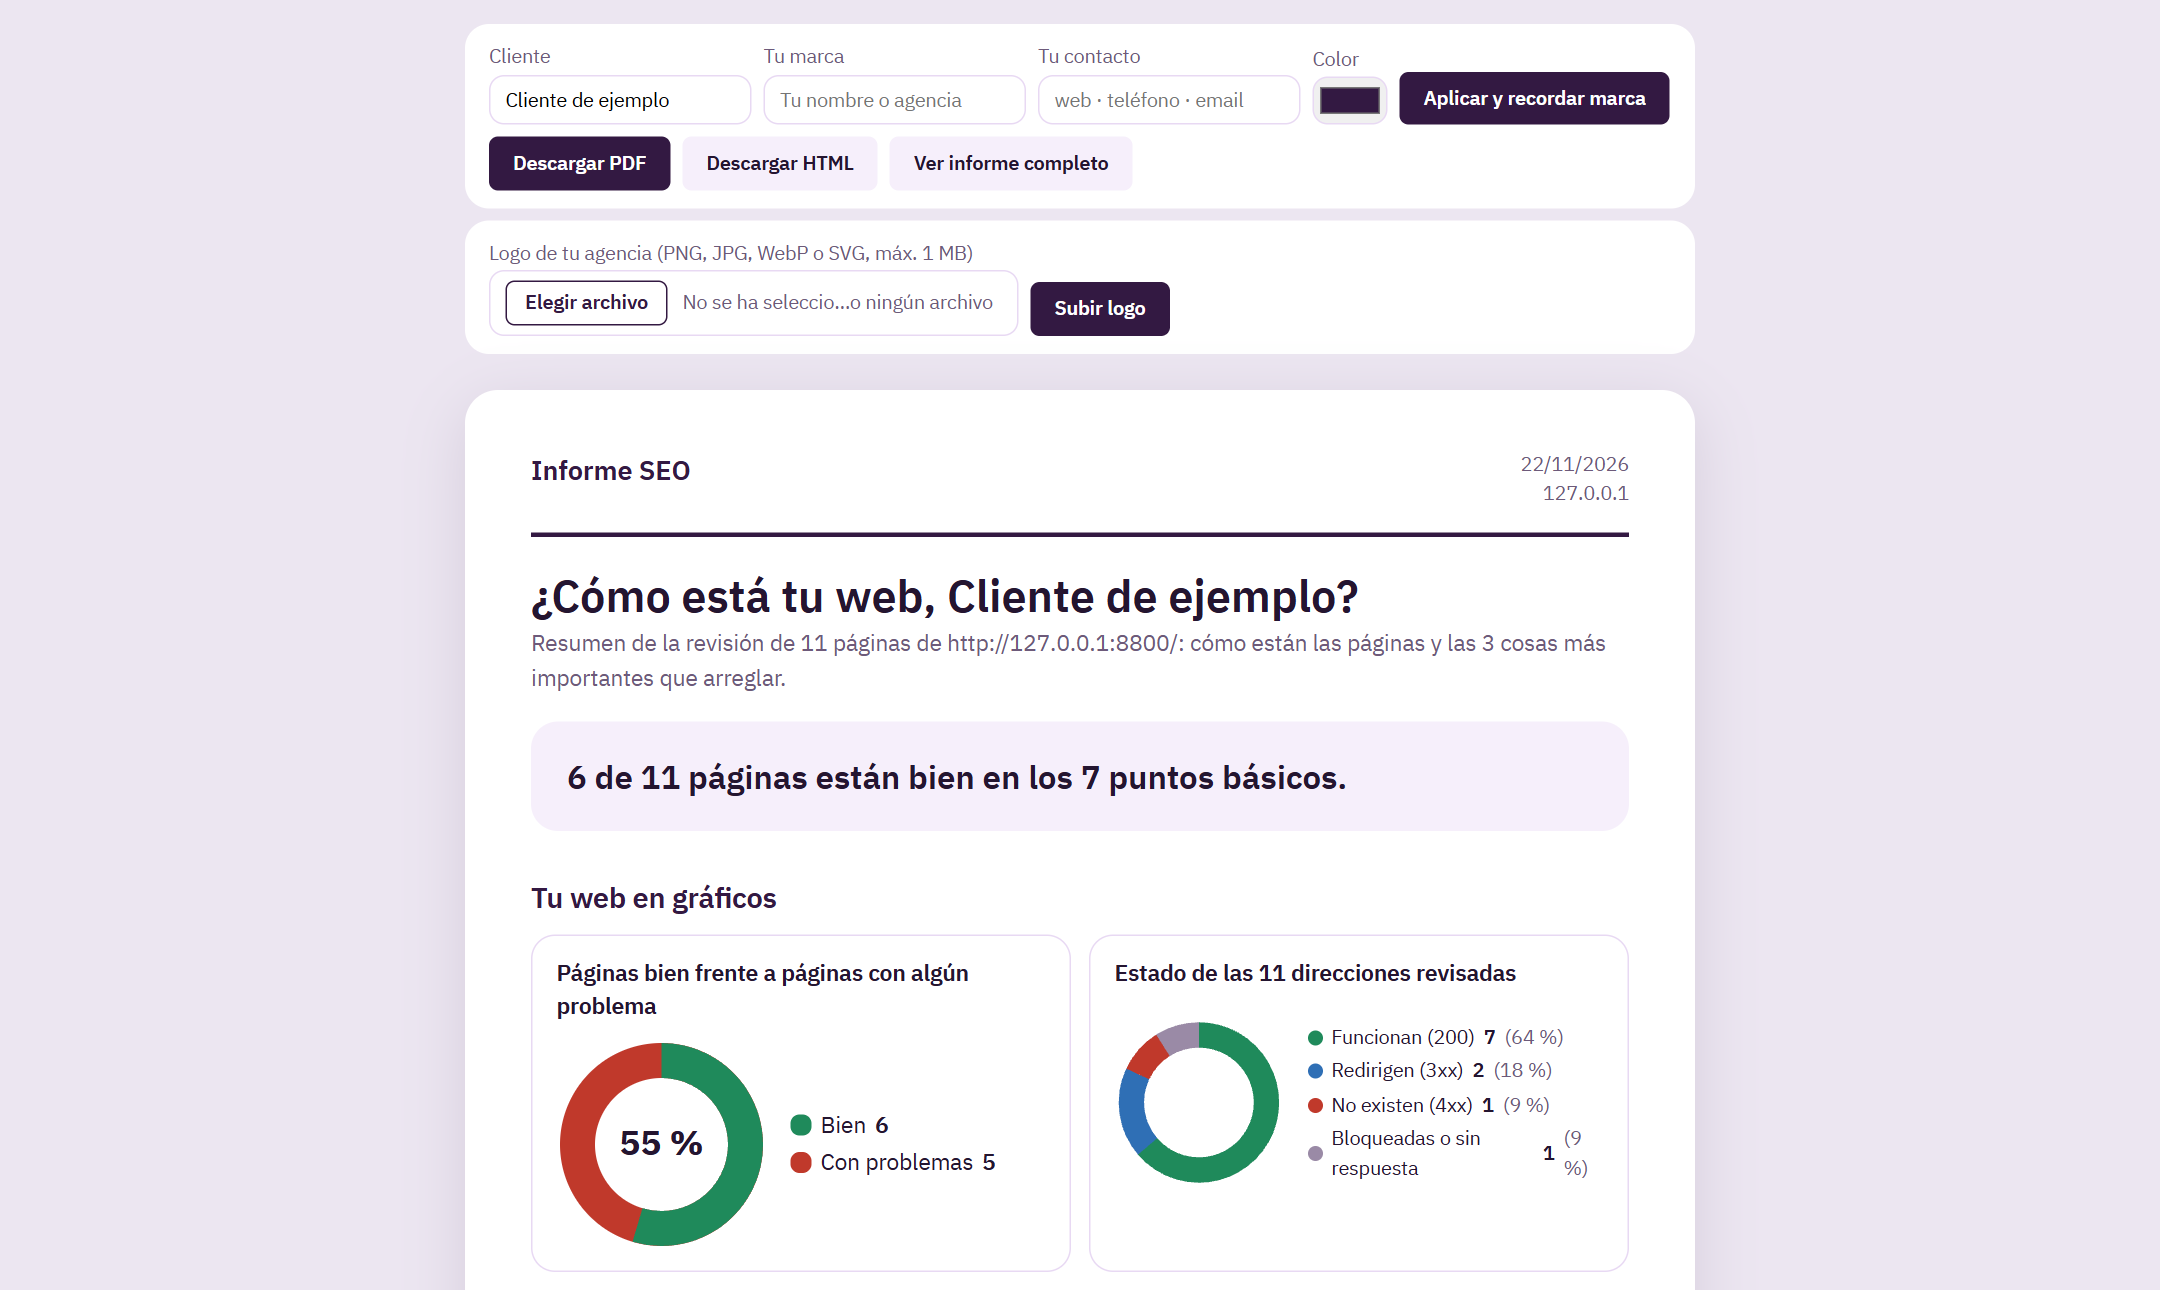 Cliente
Tu marca
Tu contacto
Color
Cliente de ejemplo
Tu nombre o agencia
web · teléfono · email
Aplicar y recordar marca
Descargar PDF
Descargar HTML
Ver informe completo
Logo de tu agencia (PNG, JPG, WebP o SVG, máx. 1 MB)
Elegir archivo
No se ha seleccio...o ningún archivo
Subir logo
Informe SEO
22/11/2026
127.0.0.1
¿Cómo está tu web, Cliente de ejemplo?
Resumen de la revisión de 11 páginas de http://127.0.0.1:8800/: cómo están las páginas y las 3 cosas más
importantes que arreglar.
6 de 11 páginas están bien en los 7 puntos básicos.
Tu web en gráficos
Páginas bien frente a páginas con algún
problema
55 %
Bien 6
Con problemas 5
Estado de las 11 direcciones revisadas
Funcionan (200) 7 (64 %)
Redirigen (3xx) 2 (18 %)
No existen (4xx) 1 (9 %)
Bloqueadas o sin
respuesta
1
(9
%)